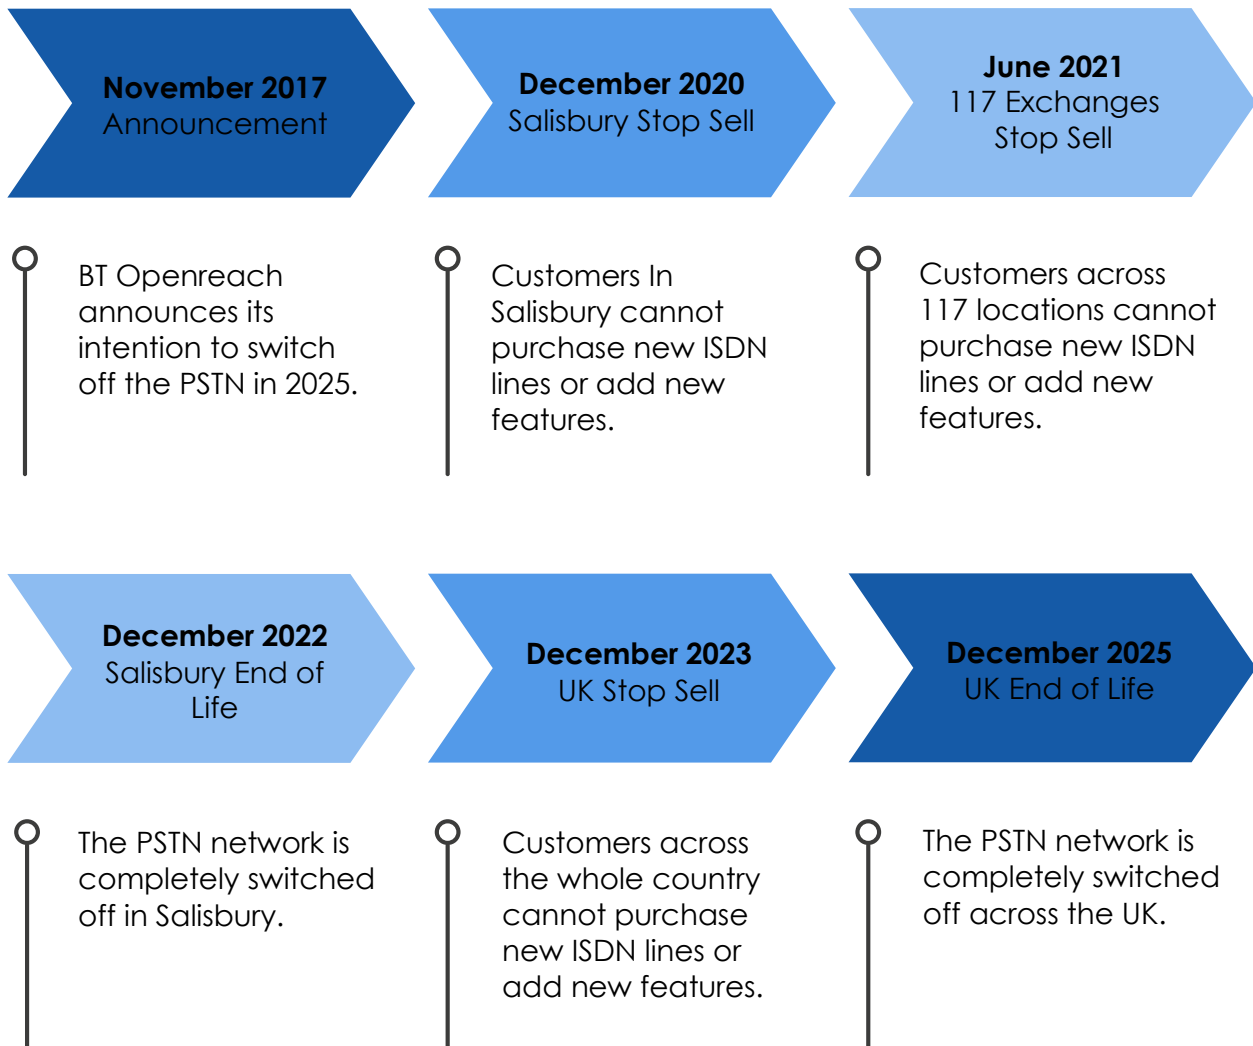 November 2017
Announcement
December 2020
Salisbury Stop Sell
June 2021
117 Exchanges
Stop Sell
BT Openreach
announces its
intention to switch
off the PSTN in 2025.
Customers In
Salisbury cannot
purchase new ISDN
lines or add new
features.
Customers across
117 locations cannot
purchase new ISDN
lines or add new
features.
December 2022
Salisbury End of
Life
December 2023
UK Stop Sell
December 2025
UK End of Life
The PSTN network is
completely switched
off in Salisbury.
Customers across
the whole country
cannot purchase
new ISDN lines or
add new features.
The PSTN network is
completely switched
off across the UK.